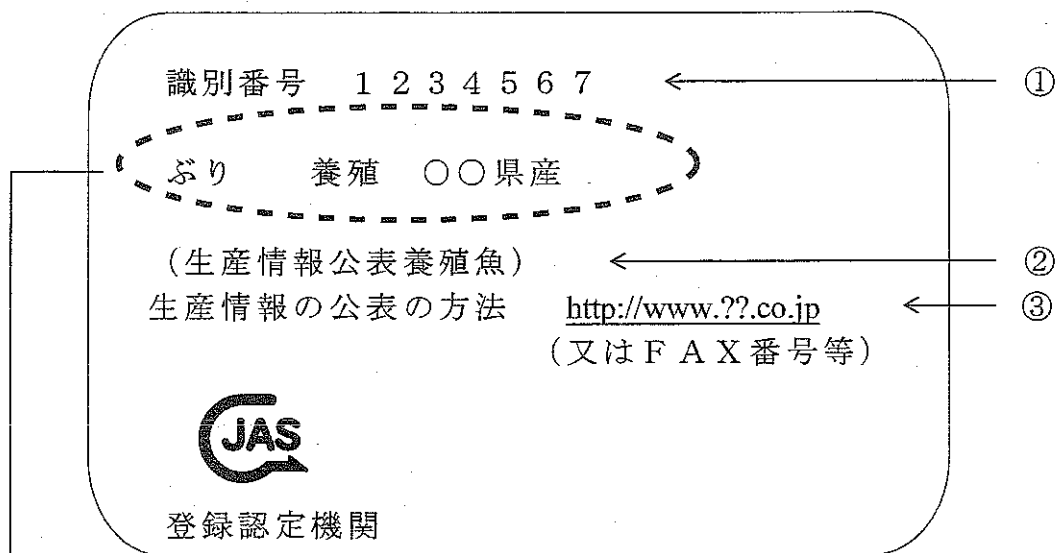 識別番号 １２３４５６７ ①
ぶり 養殖 ○○県産
（生産情報公表養殖魚） ②
生産情報の公表の方法 http://www.??.co.jp ③
（又はＦＡＸ番号等）
JAS
登録認定機関